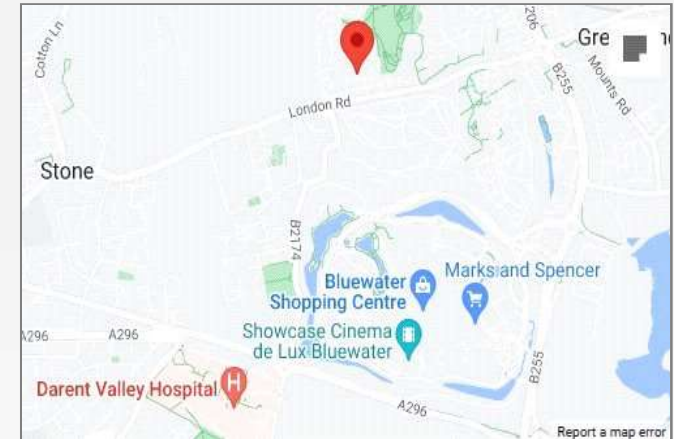 Cotton Ln
206
Gre
B255
Mounts Rd
London Rd
Stone
B2174
Bluewater
Shopping Centre
Marks and Spencer
Showcase Cinema
de Lux Bluewater
A296
A296
B255
Darent Valley Hospital
H
A296
Report a map error